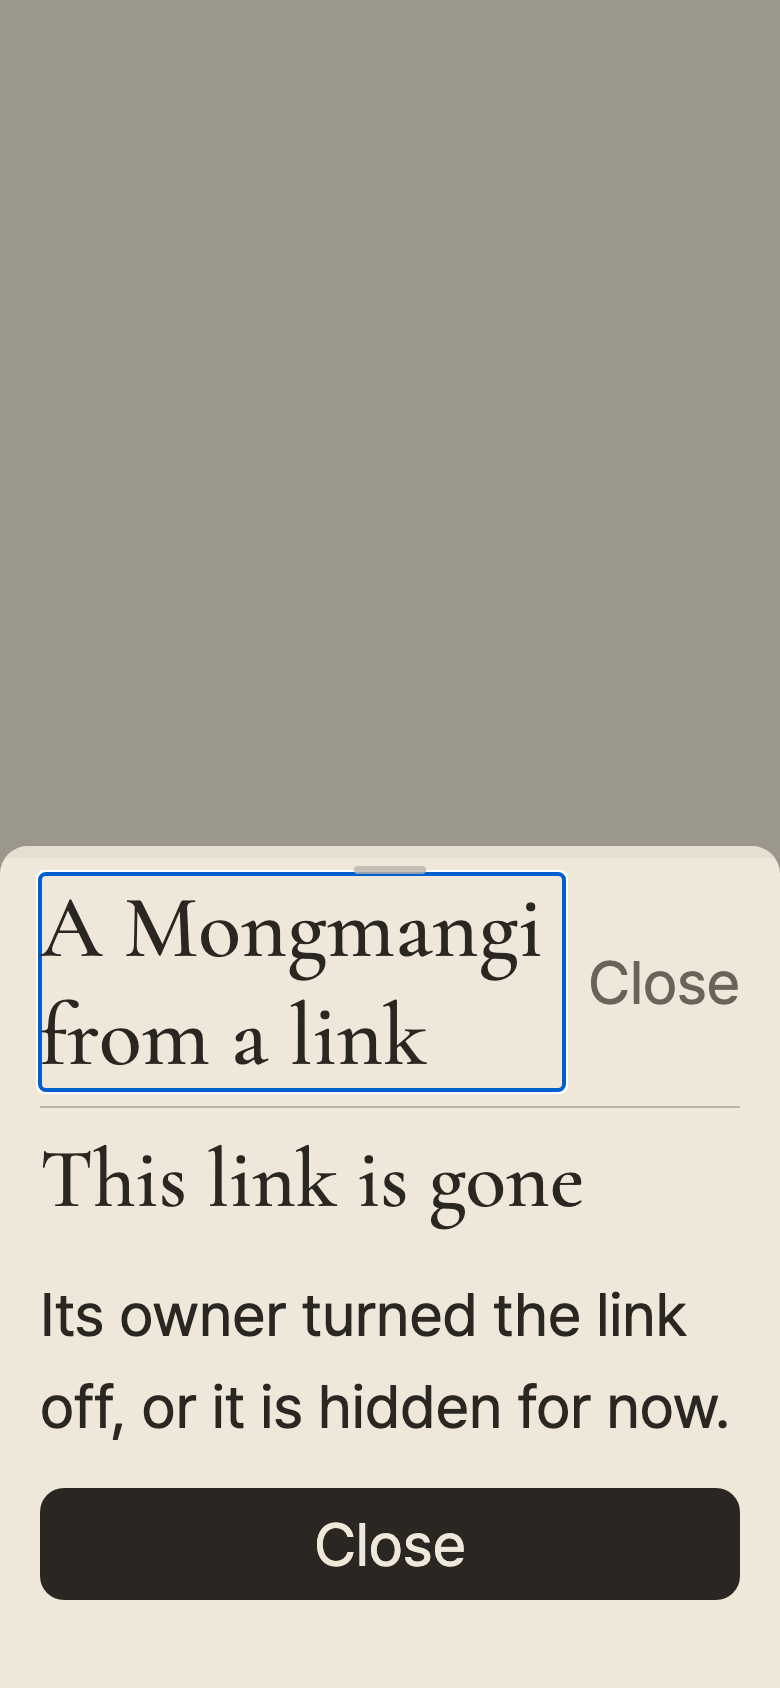 A Mongmangi
from a link
Close
This link is gone
Its owner turned the link
off, or it is hidden for now.
Close